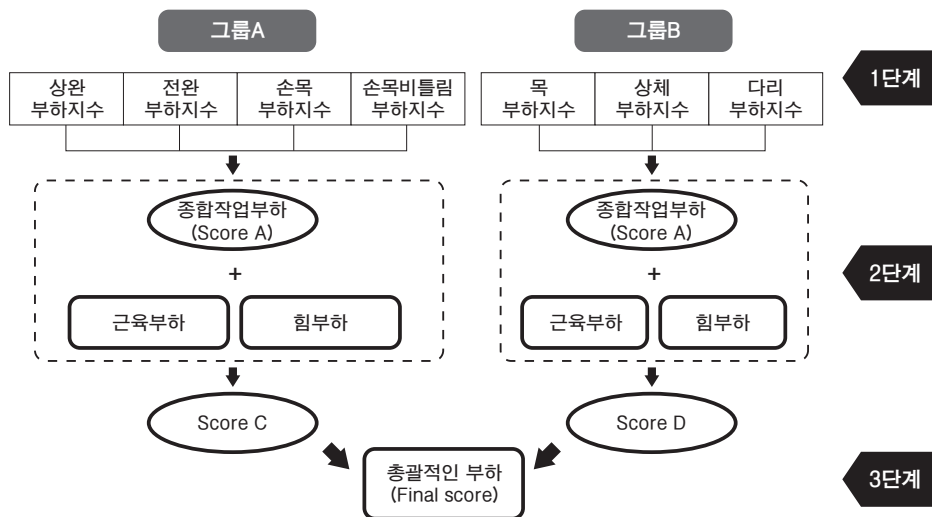 그룹A
그룹B
1단계
상완
부하지수
전완
부하지수
손목
부하지수
손목비틀림
부하지수
목
부하지수
상체
부하지수
다리
부하지수
종합작업부하
(Score A)
종합작업부하
(Score A)
+
+
2단계
근육부하
힘부하
근육부하
힘부하
Score C
Score D
총괄적인 부하
(Final score)
3단계